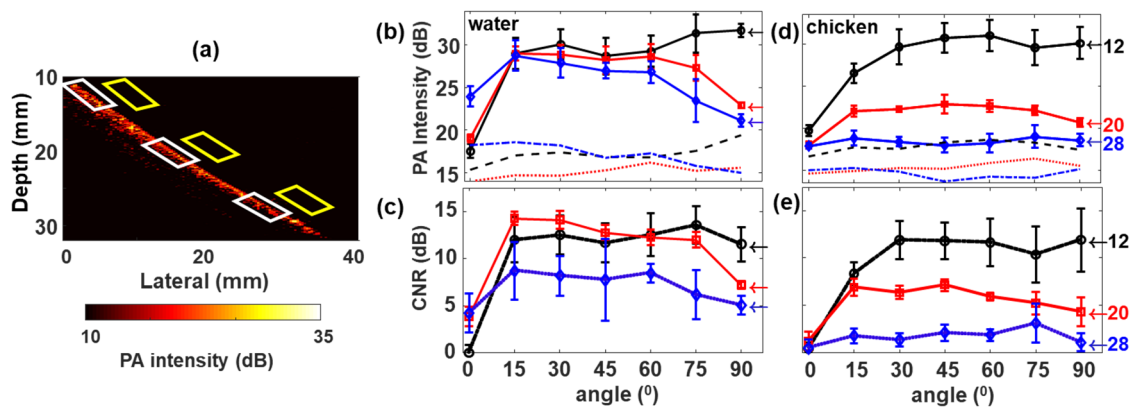 (a)
10
20
30
Depth (mm)
0
20
40
Lateral (mm)
10
35
PA intensity (dB)
(b)
water
PA Intensity (dB)
30
25
20
15
(c)
CNR (dB)
15
10
5
0
0 15 30 45 60 75 90
angle (⁰)
(d)
chicken
12
20
28
(e)
12
20
28
0 15 30 45 60 75 90
angle (⁰)